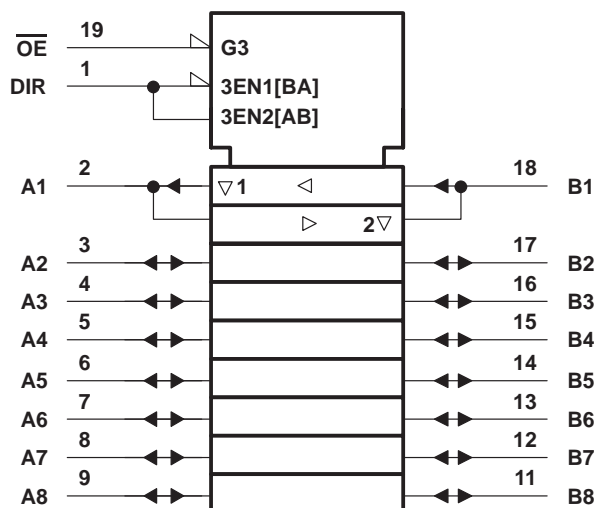 19
OE G3
1
DIR 3EN1[BA]
3EN2[AB]
2 18
A1 ▽1 ◁ B1
▷ 2▽
3 17
A2 B2
4 16
A3 B3
5 15
A4 B4
6 14
A5 B5
7 13
A6 B6
8 12
A7 B7
9 11
A8 B8